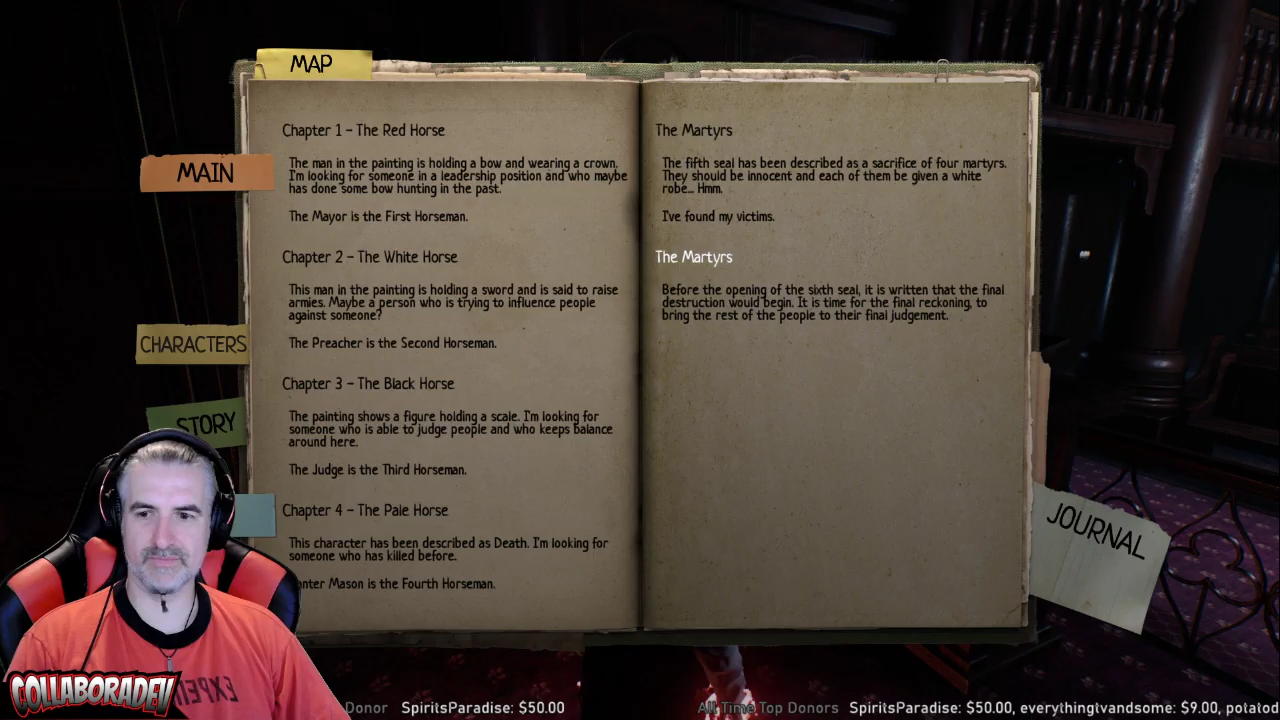 MAP
MAIN
CHARACTERS
STORY
JOURNAL
Chapter 1 - The Red Horse
The man in the painting is holding a bow and wearing a crown.
I'm looking for someone in a leadership position and who maybe
has done some bow hunting in the past.
The Mayor is the First Horseman.
Chapter 2 - The White Horse
This man in the painting is holding a sword and is said to raise
armies. Maybe a person who is trying to influence people
against someone?
The Preacher is the Second Horseman.
Chapter 3 - The Black Horse
The painting shows a figure holding a scale. I'm looking for
someone who is able to judge people and who keeps balance
around here.
The Judge is the Third Horseman.
Chapter 4 - The Pale Horse
This character has been described as Death. I'm looking for
someone who has killed before.
Mason is the Fourth Horseman.
The Martyrs
The fifth seal has been described as a sacrifice of four martyrs.
They should be innocent and each of them be given a white
robe... Hmm.
I've found my victims.
The Martyrs
Before the opening of the sixth seal, it is written that the final
destruction would begin. It is time for the final reckoning, to
bring the rest of the people to their final judgement.
COLLABORADEV
Donor SpiritsParadise: $50.00
All Time Top Donors SpiritsParadise: $50.00, everythingtvandsome: $9.00, potatod